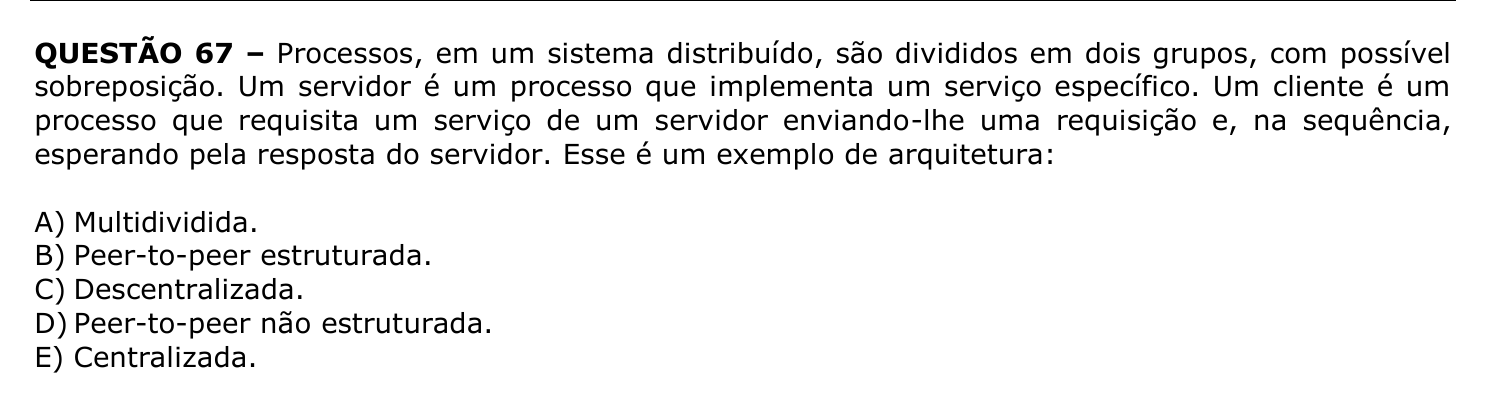 QUESTÃO 67 – Processos, em um sistema distribuído, são divididos em dois grupos, com possível
sobreposição. Um servidor é um processo que implementa um serviço específico. Um cliente é um
processo que requisita um serviço de um servidor enviando-lhe uma requisição e, na sequência,
esperando pela resposta do servidor. Esse é um exemplo de arquitetura:
A) Multidividida.
B) Peer-to-peer estruturada.
C) Descentralizada.
D) Peer-to-peer não estruturada.
E) Centralizada.